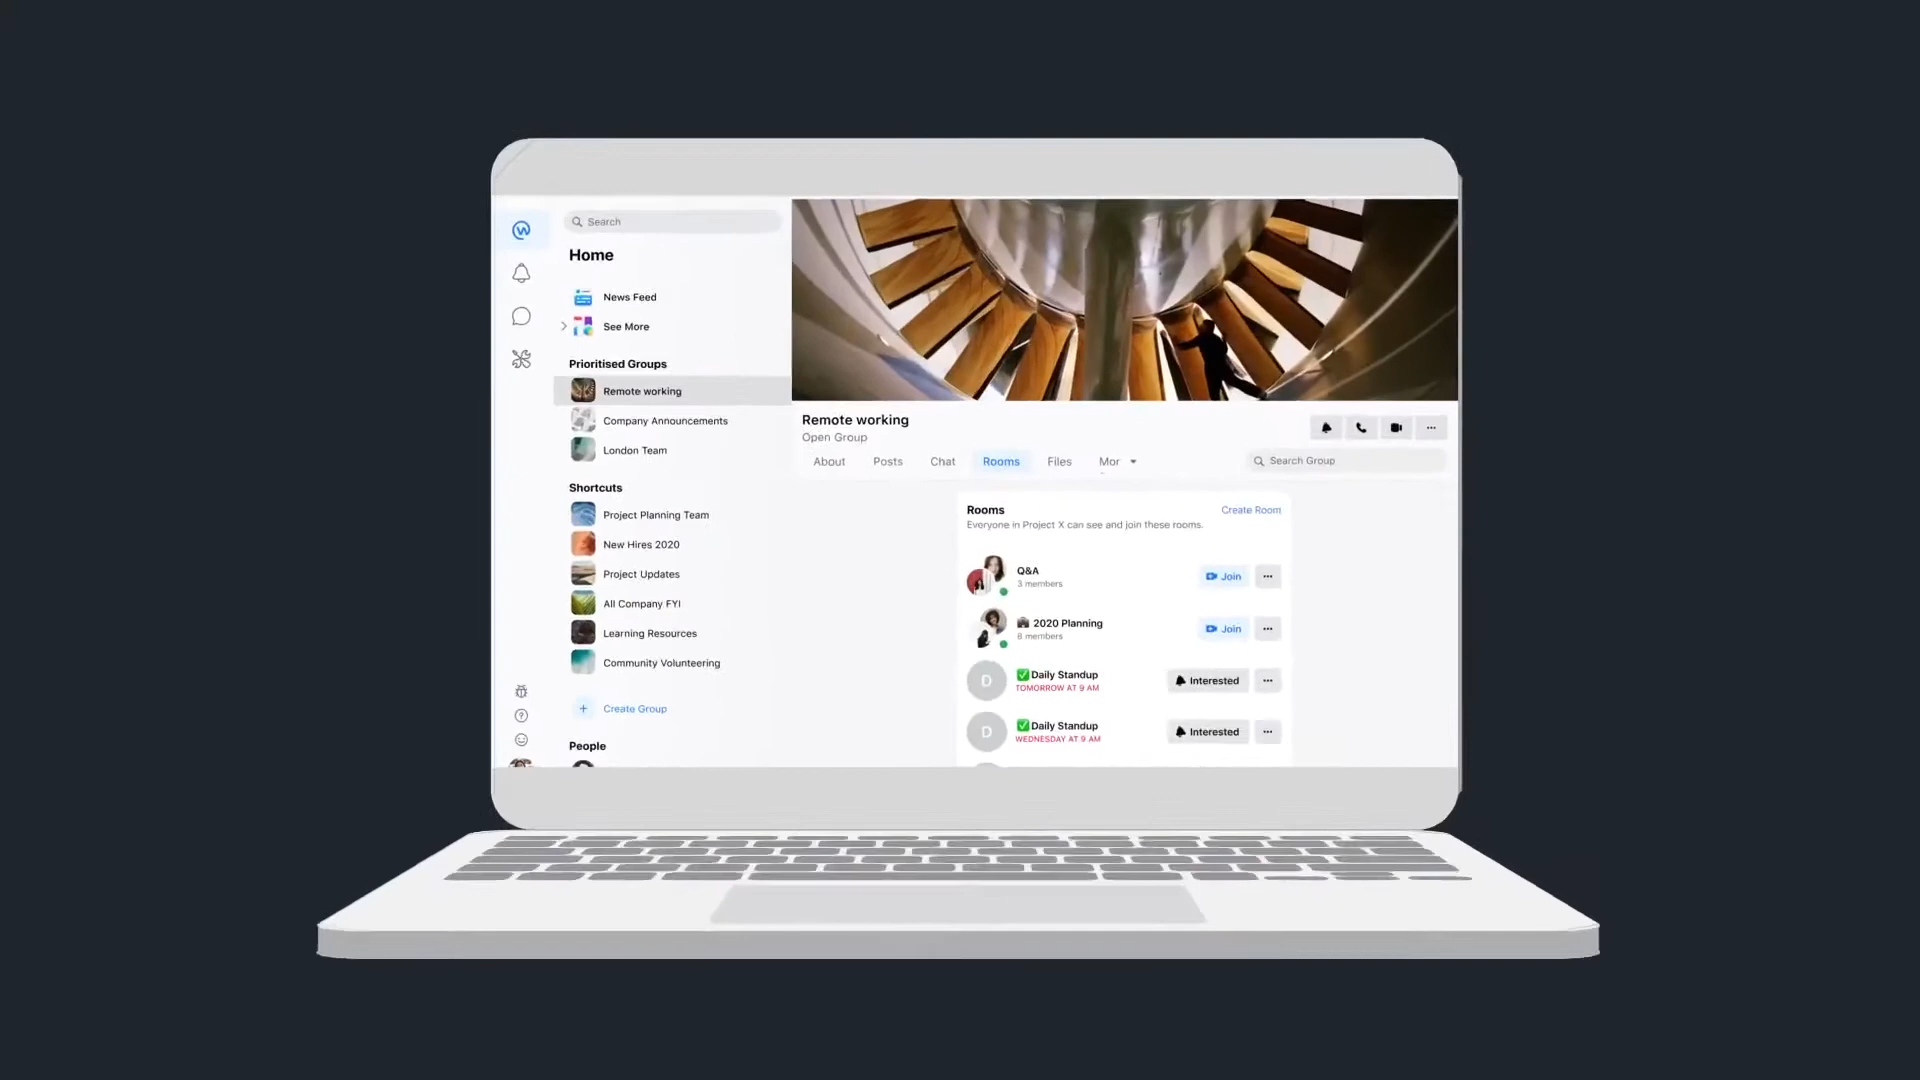 Search
Home
News Feed
See More
Prioritised Groups
Remote working
Company Announcements
London Team
Shortcuts
Project Planning Team
New Hires 2020
Project Updates
All Company FYI
Learning Resources
Community Volunteering
+ Create Group
People
Remote working
Open Group
About Posts Chat Rooms Files Mor
Search Group
Rooms Create Room
Everyone in Project X can see and join these rooms.
Q&A
3 members
Join
2020 Planning
8 members
Join
D
Daily Standup
TOMORROW AT 9 AM
Interested
D
Daily Standup
WEDNESDAY AT 9 AM
Interested